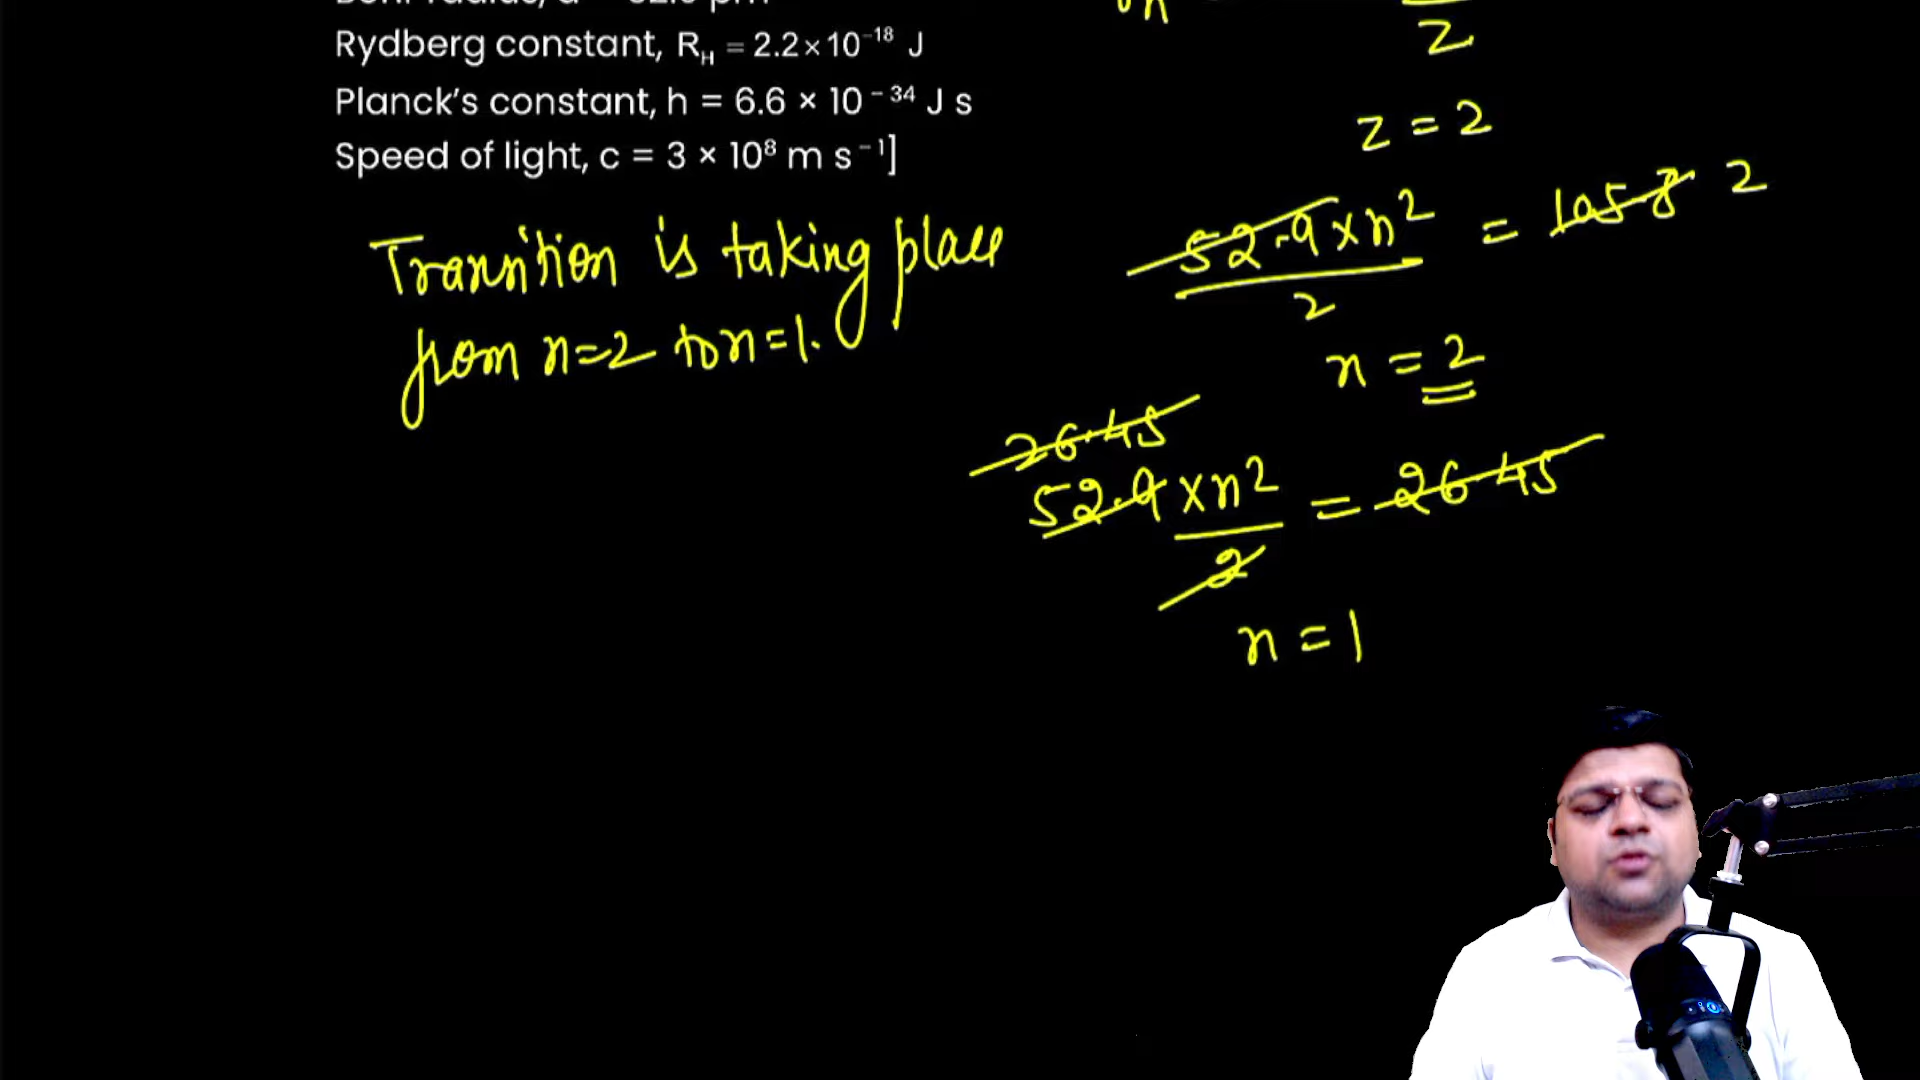 Rydberg constant, R_H = 2.2×10⁻¹⁸ J
Planck's constant, h = 6.6 × 10⁻³⁴ J s
Speed of light, c = 3 × 10⁸ m s⁻¹]
Transition is taking place
from n=2 to n=1.
Z
Z = 2
52.9 × n² = 105.8 2
2
n = 2
26.45
52.9 × n² = 26.45
2
n = 1